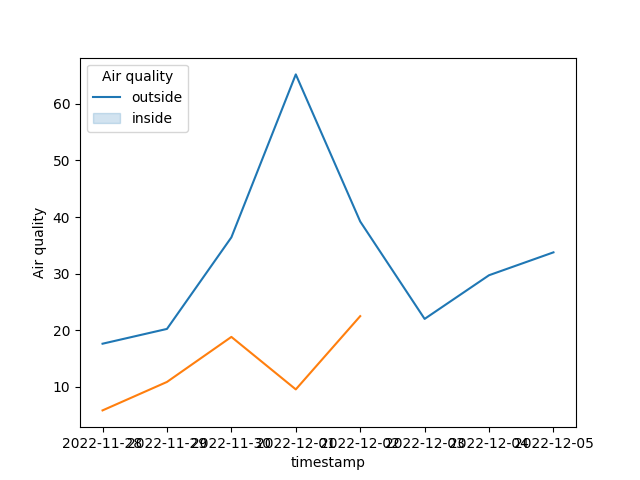 Air quality
outside
inside
60
50
40
30
20
10
Air quality
2022-11-28
2022-11-29
2022-11-30
2022-12-01
2022-12-02
2022-12-03
2022-12-04
2022-12-05
timestamp